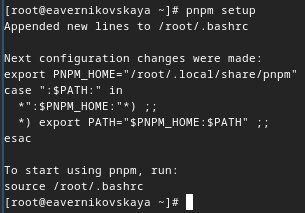 [root@eavernikovskaya ~]# pnpm setup
Appended new lines to /root/.bashrc
Next configuration changes were made:
export PNPM_HOME="/root/.local/share/pnpm"
case ":$PATH:" in
*":$PNPM_HOME:"*) ;;
*) export PATH="$PNPM_HOME:$PATH" ;;
esac
To start using pnpm, run:
source /root/.bashrc
[root@eavernikovskaya ~]#